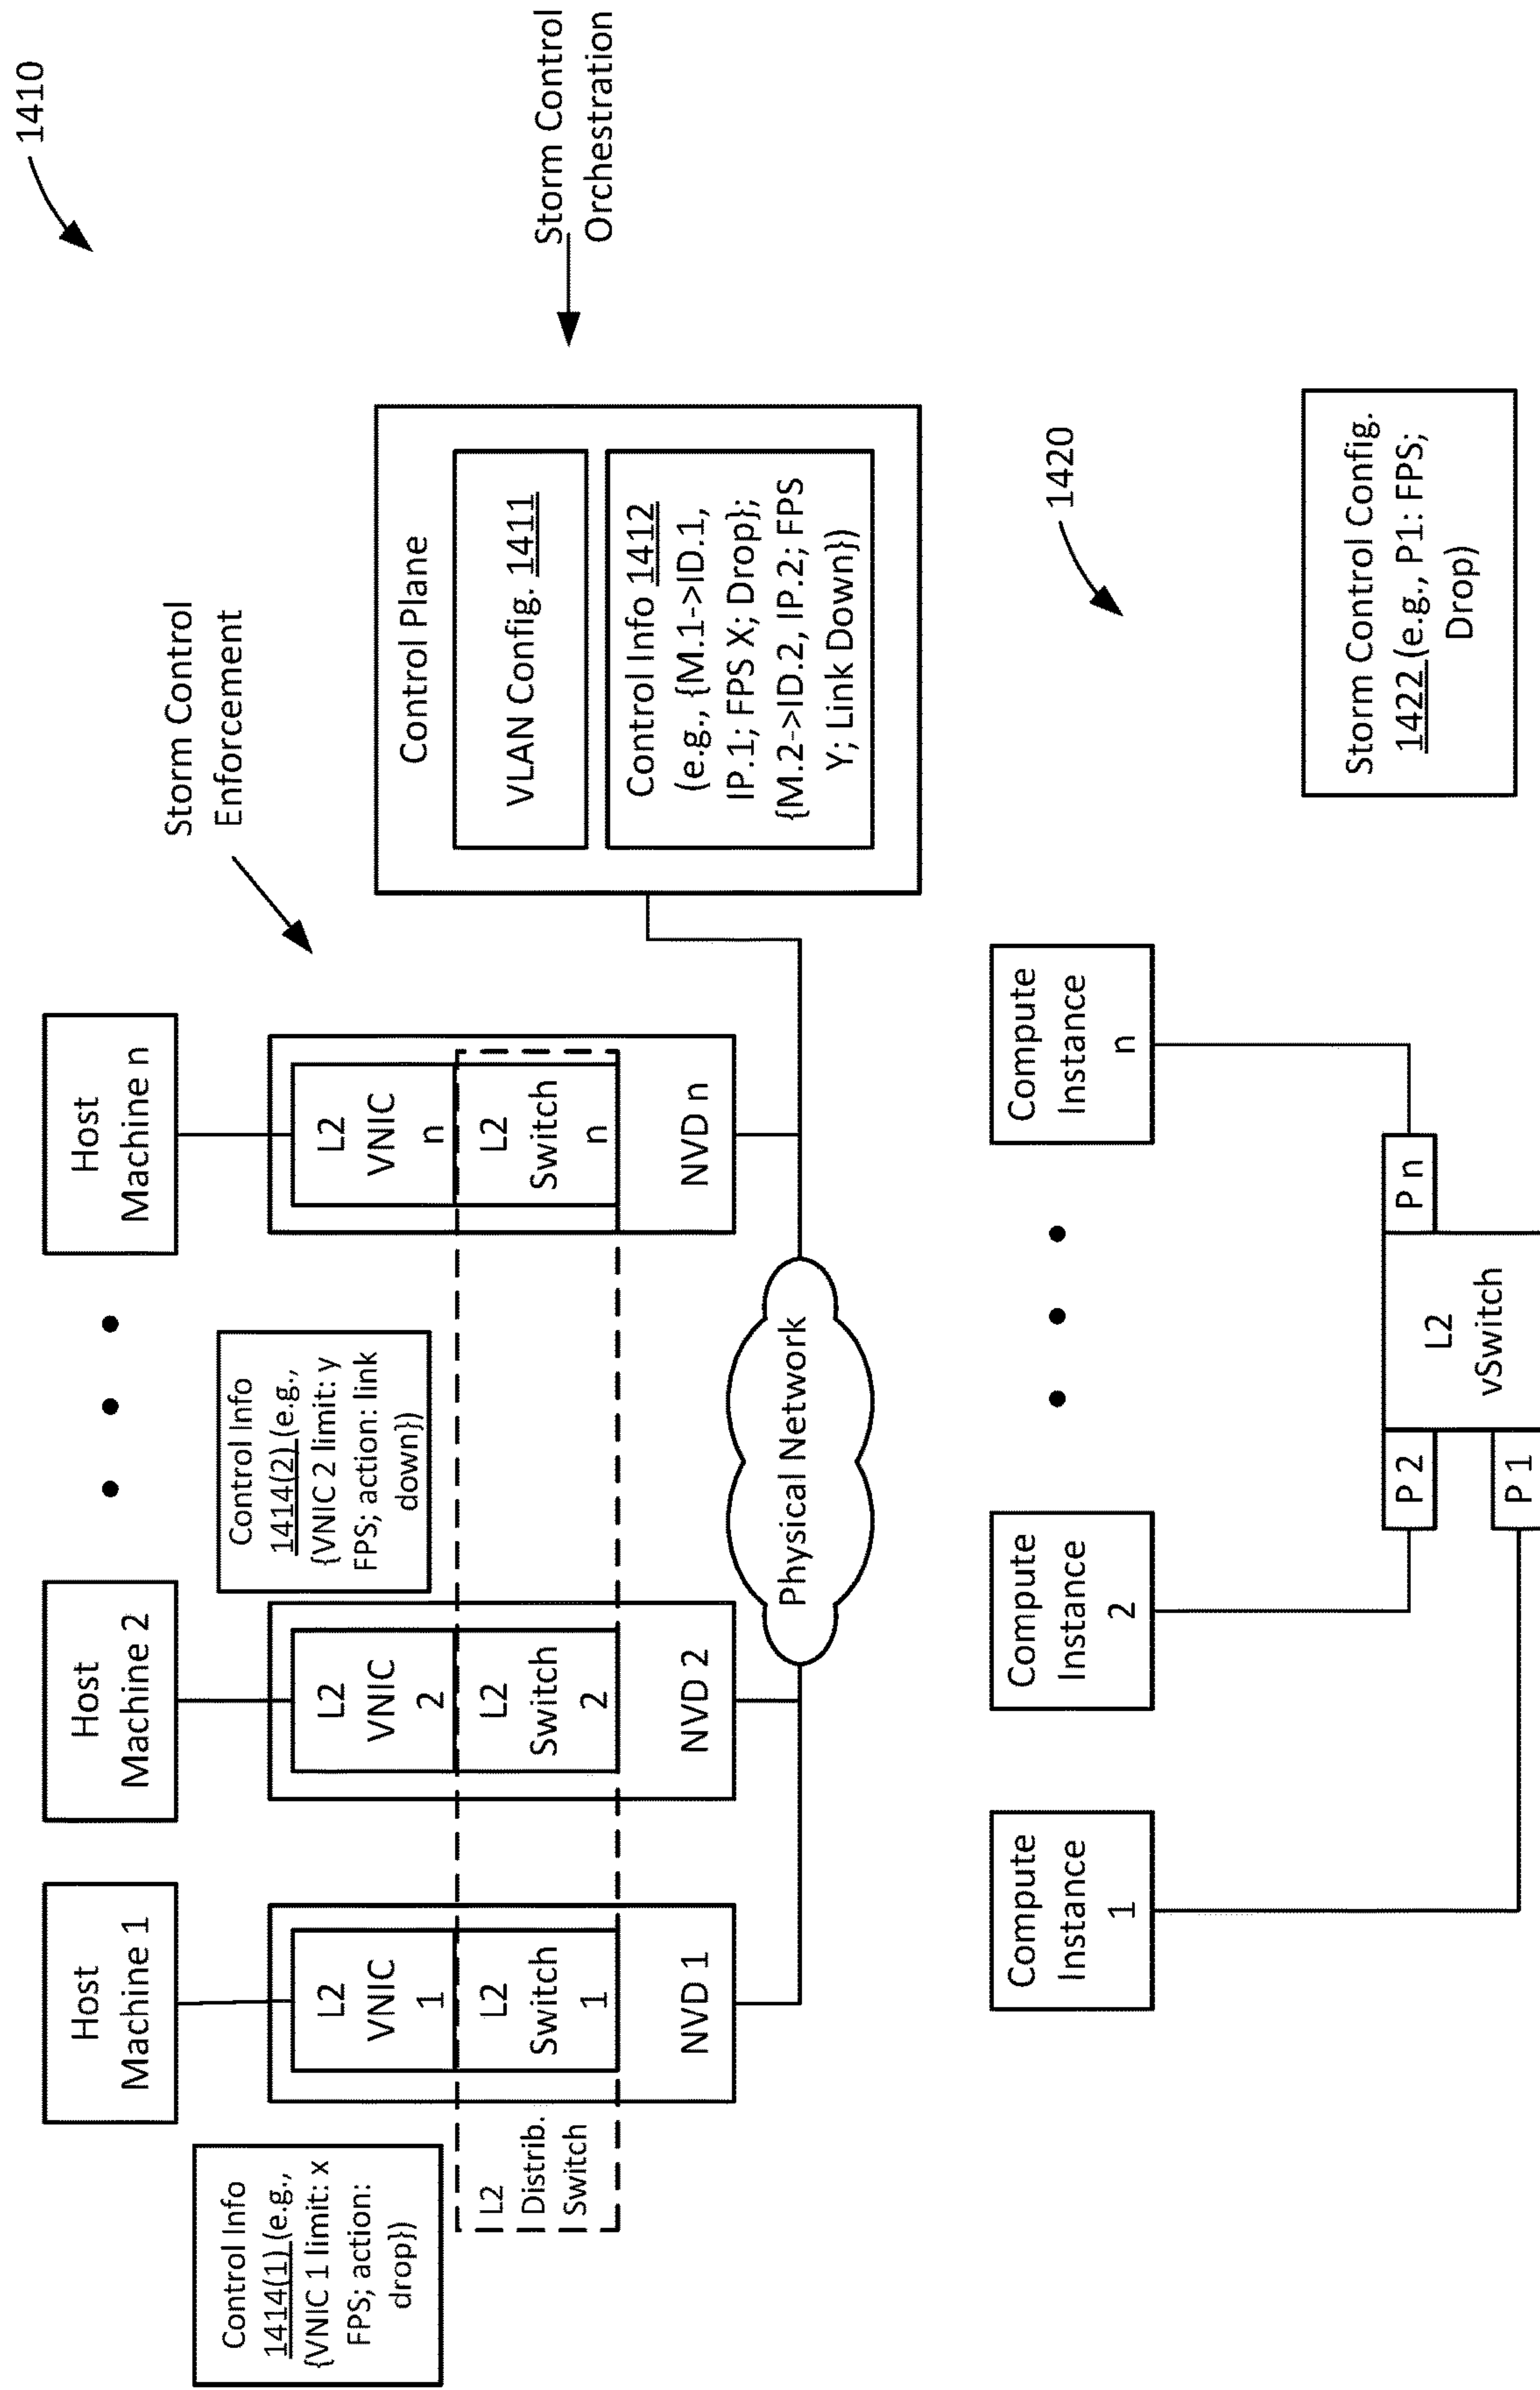 1410
Host
Machine 1
Host
Machine 2
Host
Machine n
Storm Control
Enforcement
Control Info
1414(1) (e.g.,
{VNIC 1 limit: x
FPS; action:
drop})
L2
VNIC
1
L2
Switch
1
NVD 1
L2
Distrib.
Switch
L2
VNIC
2
L2
Switch
2
NVD 2
Control Info
1414(2) (e.g.,
{VNIC 2 limit: y
FPS; action: link
down})
L2
VNIC
n
L2
Switch
n
NVD n
Physical Network
Control Plane
VLAN Config. 1411
Control Info 1412
(e.g., {M.1->ID.1,
IP.1; FPS X; Drop};
{M.2->ID.2, IP.2; FPS
Y; Link Down})
Storm Control
Orchestration
1420
Compute
Instance
1
Compute
Instance
2
Compute
Instance
n
P 2
P 1
P n
L2
vSwitch
Storm Control Config.
1422 (e.g., P1: FPS;
Drop)